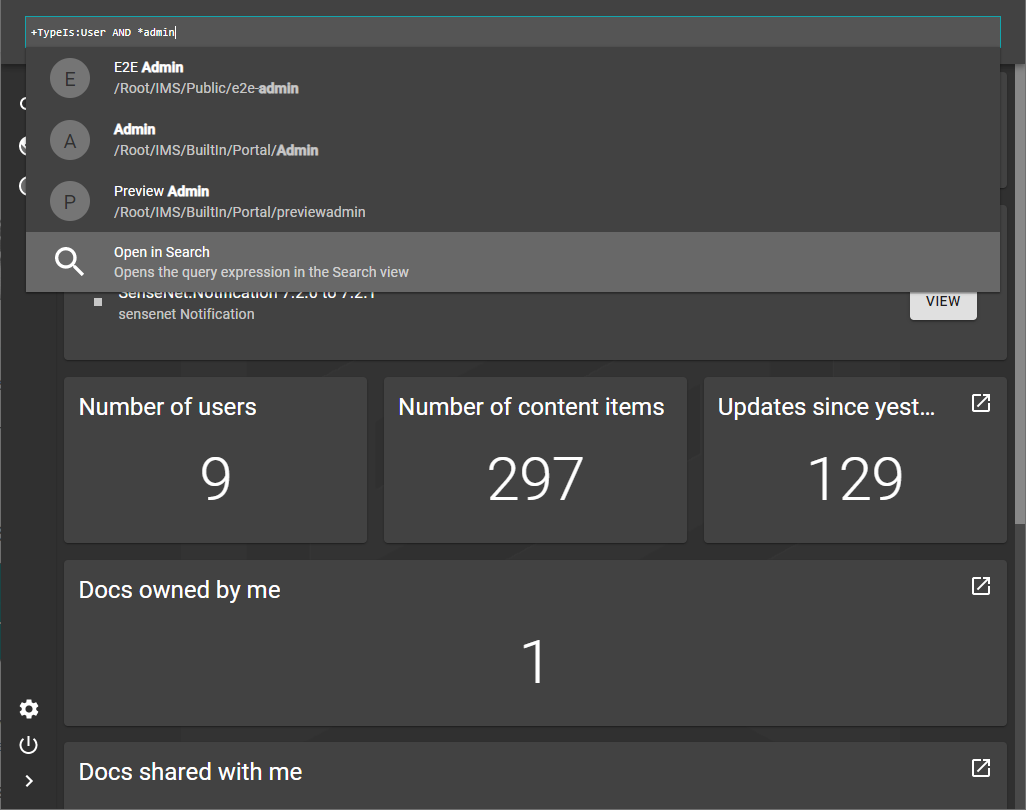 +TypeIs:User AND *admin
E
E2E Admin
/Root/IMS/Public/e2e-admin
A
Admin
/Root/IMS/BuiltIn/Portal/Admin
P
Preview Admin
/Root/IMS/BuiltIn/Portal/previewadmin
Open in Search
Opens the query expression in the Search view
SenseNet.Notification 7.2.0 to 7.2.1
sensenet Notification
VIEW
Number of users
9
Number of content items
297
Updates since yest...
129
Docs owned by me
1
Docs shared with me